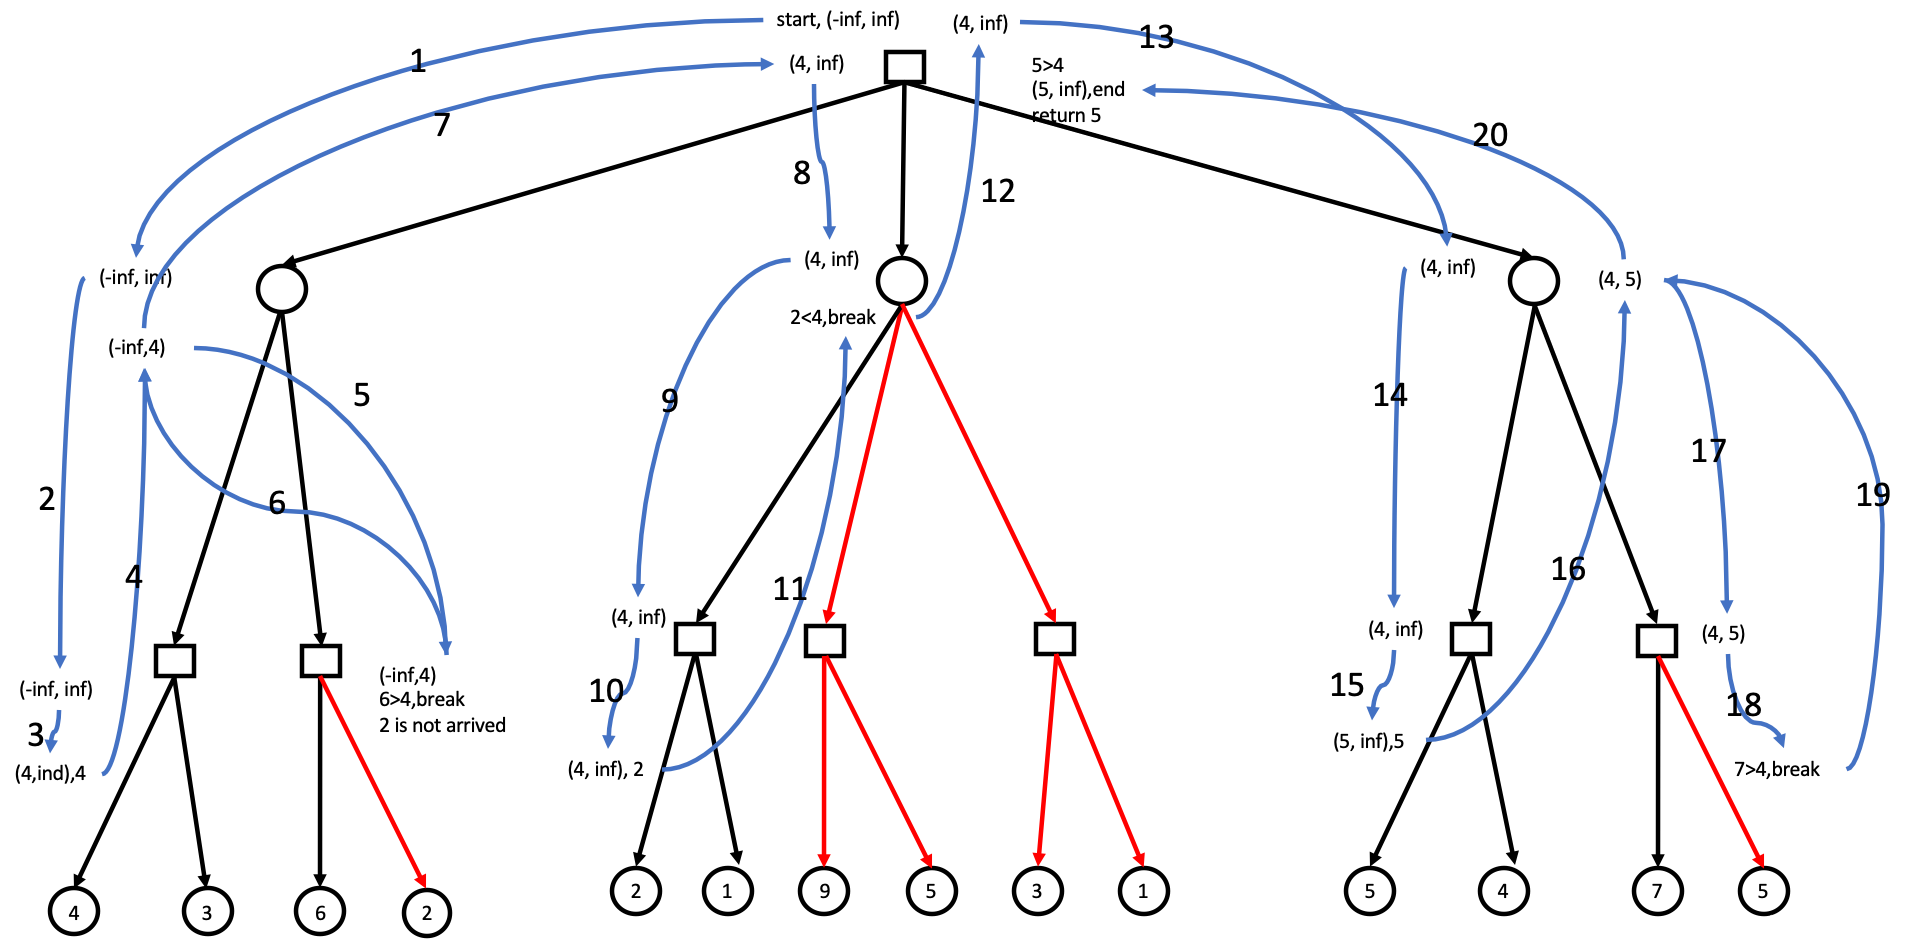 start, (-inf, inf)
(4, inf)
13
1
(4, inf)
5>4
(5, inf),end
return 5
7
20
8
12
(-inf, inf)
(4, inf)
(4, inf)
(4, 5)
2<4,break
(-inf,4)
5
9
14
17
2
6
19
4
11
16
(4, inf)
(4, inf)
(4, 5)
(-inf, inf)
(-inf,4)
6>4,break
2 is not arrived
10
15
18
3
(4,ind),4
(4, inf), 2
(5, inf),5
7>4,break
4
3
6
2
2
1
9
5
3
1
5
4
7
5